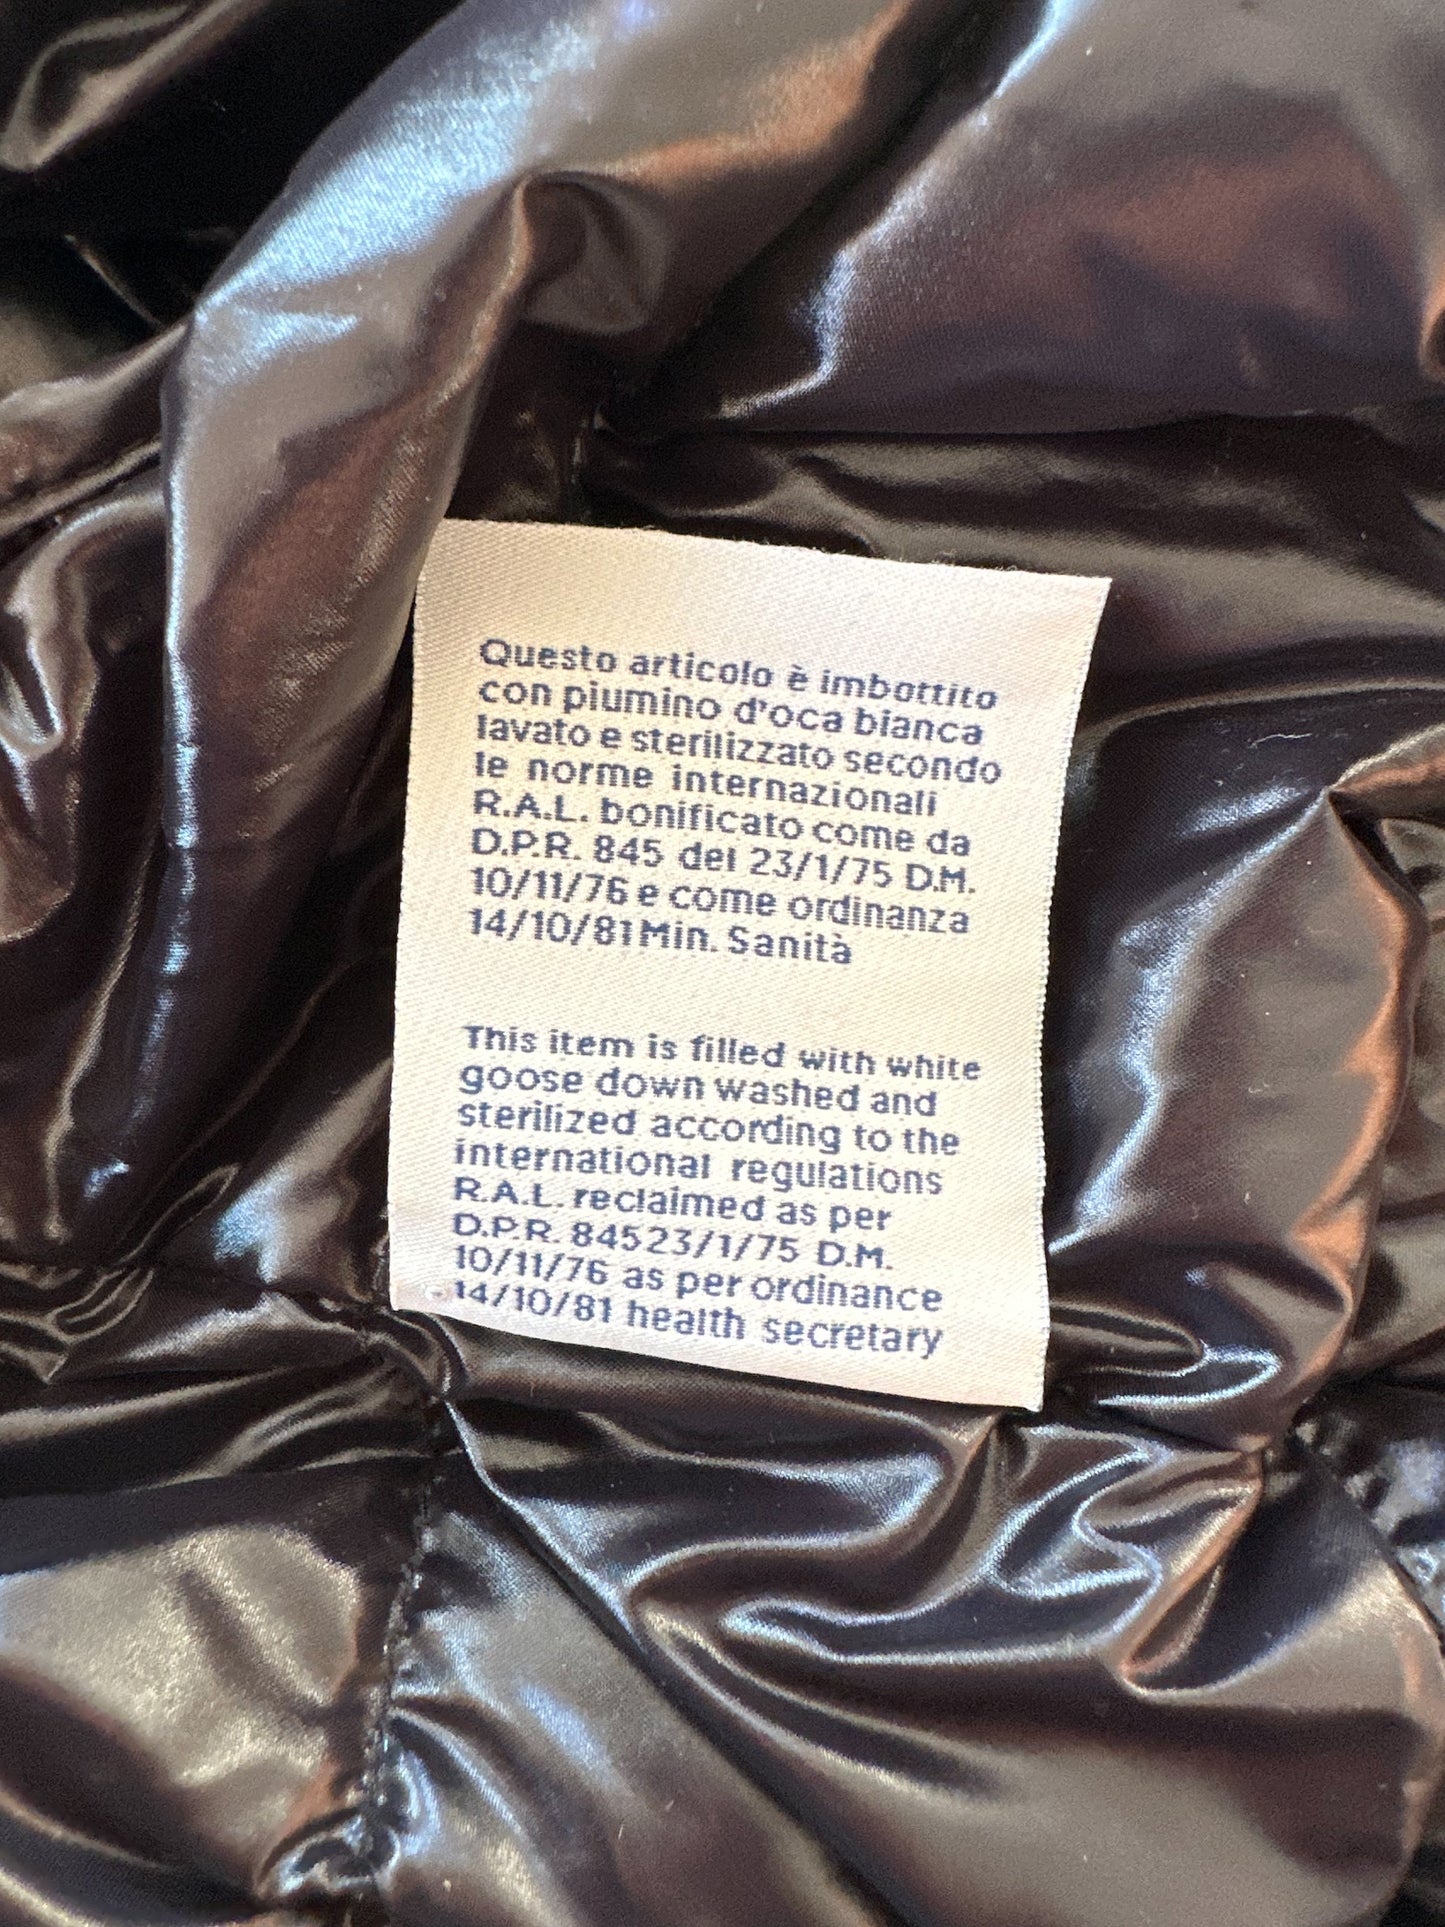 Questo articolo è imbottito
con piumino d'oca bianca
lavato e sterilizzato secondo
le norme internazionali
R.A.L. bonificato come da
D.P.R. 845 del 23/1/75 D.M.
10/11/76 e come ordinanza
14/10/81 Min. Sanità
This item is filled with white
goose down washed and
sterilized according to the
international regulations
R.A.L. reclaimed as per
D.P.R. 845 23/1/75 D.M.
10/11/76 as per ordinance
14/10/81 health secretary